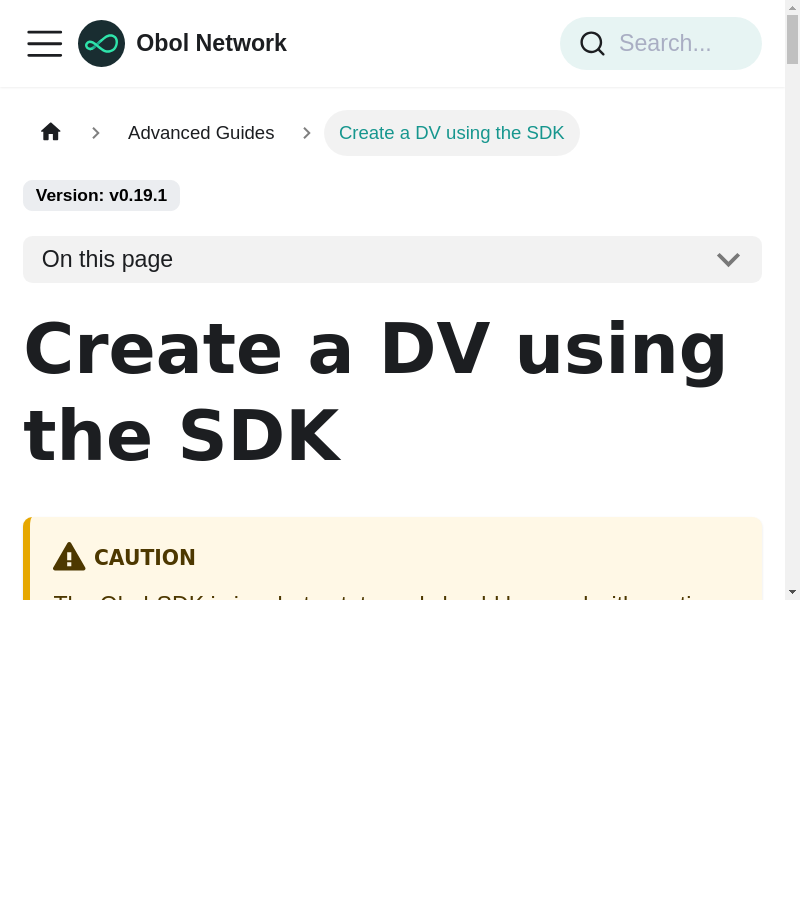 Obol Network
Search...
Advanced Guides
Create a DV using the SDK
Version: v0.19.1
On this page
Create a DV using
the SDK
CAUTION